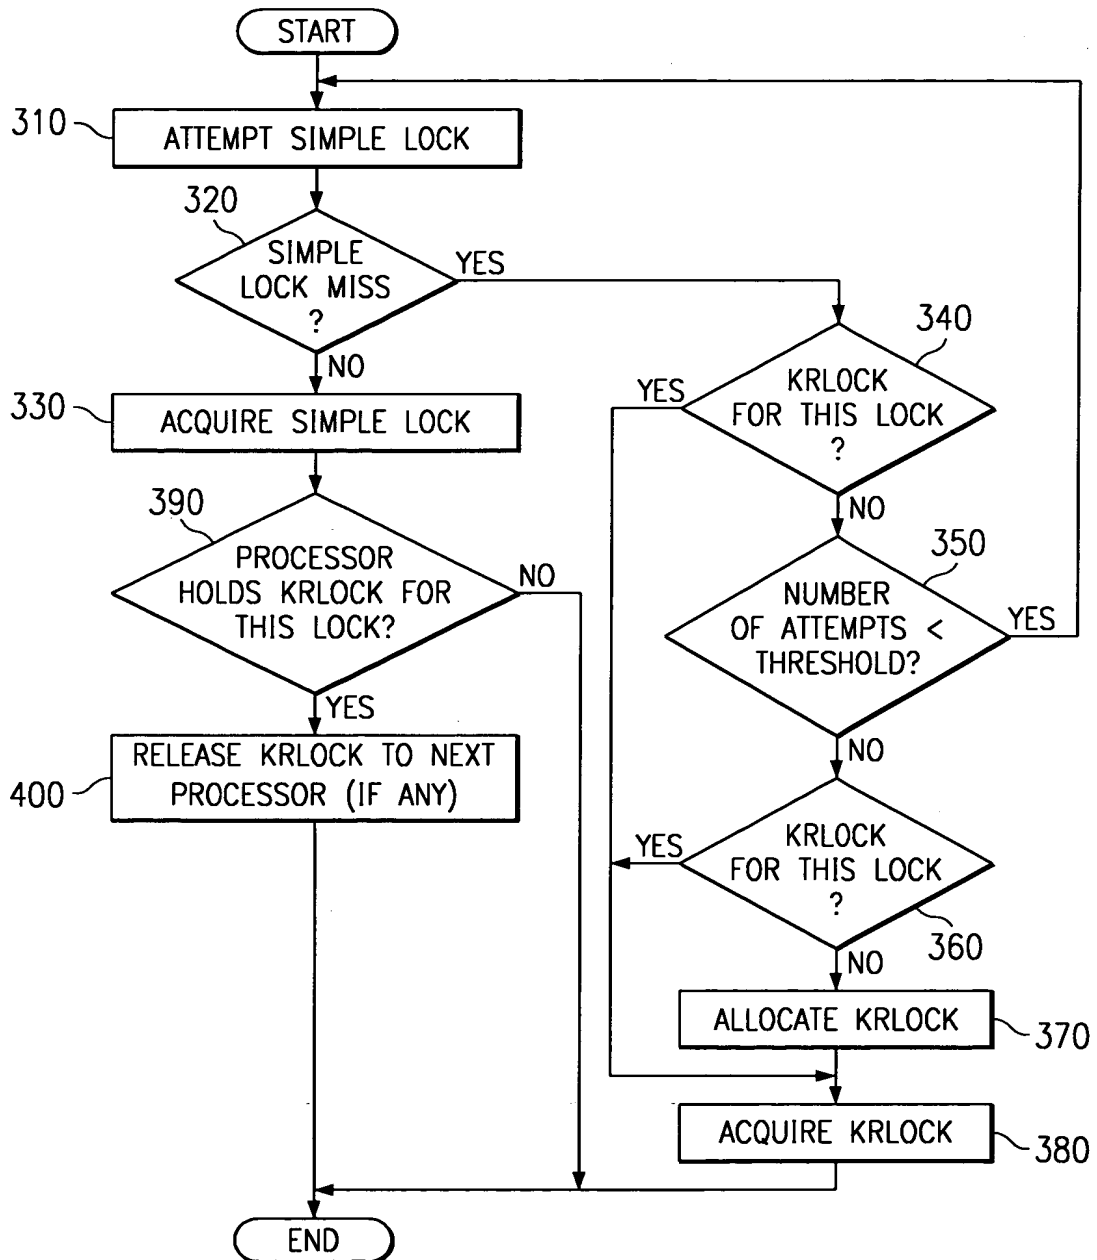 START
310
ATTEMPT SIMPLE LOCK
320
SIMPLE
LOCK MISS
?
YES
NO
340
KRLOCK
FOR THIS LOCK
?
YES
NO
330
ACQUIRE SIMPLE LOCK
390
PROCESSOR
HOLDS KRLOCK FOR
THIS LOCK?
NO
YES
350
NUMBER
OF ATTEMPTS <
THRESHOLD?
YES
NO
400
RELEASE KRLOCK TO NEXT
PROCESSOR (IF ANY)
KRLOCK
FOR THIS LOCK
?
YES
360
NO
ALLOCATE KRLOCK
370
ACQUIRE KRLOCK
380
END